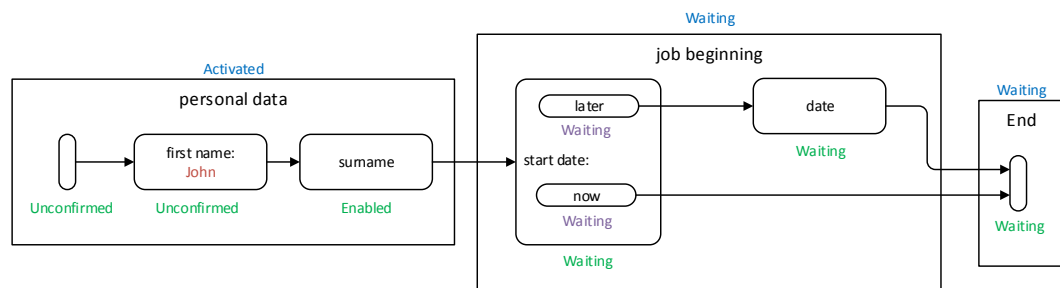 Activated
personal data
first name:
John
surname
Unconfirmed
Unconfirmed
Enabled
Waiting
job beginning
later
Waiting
start date:
now
Waiting
Waiting
date
Waiting
Waiting
End
Waiting